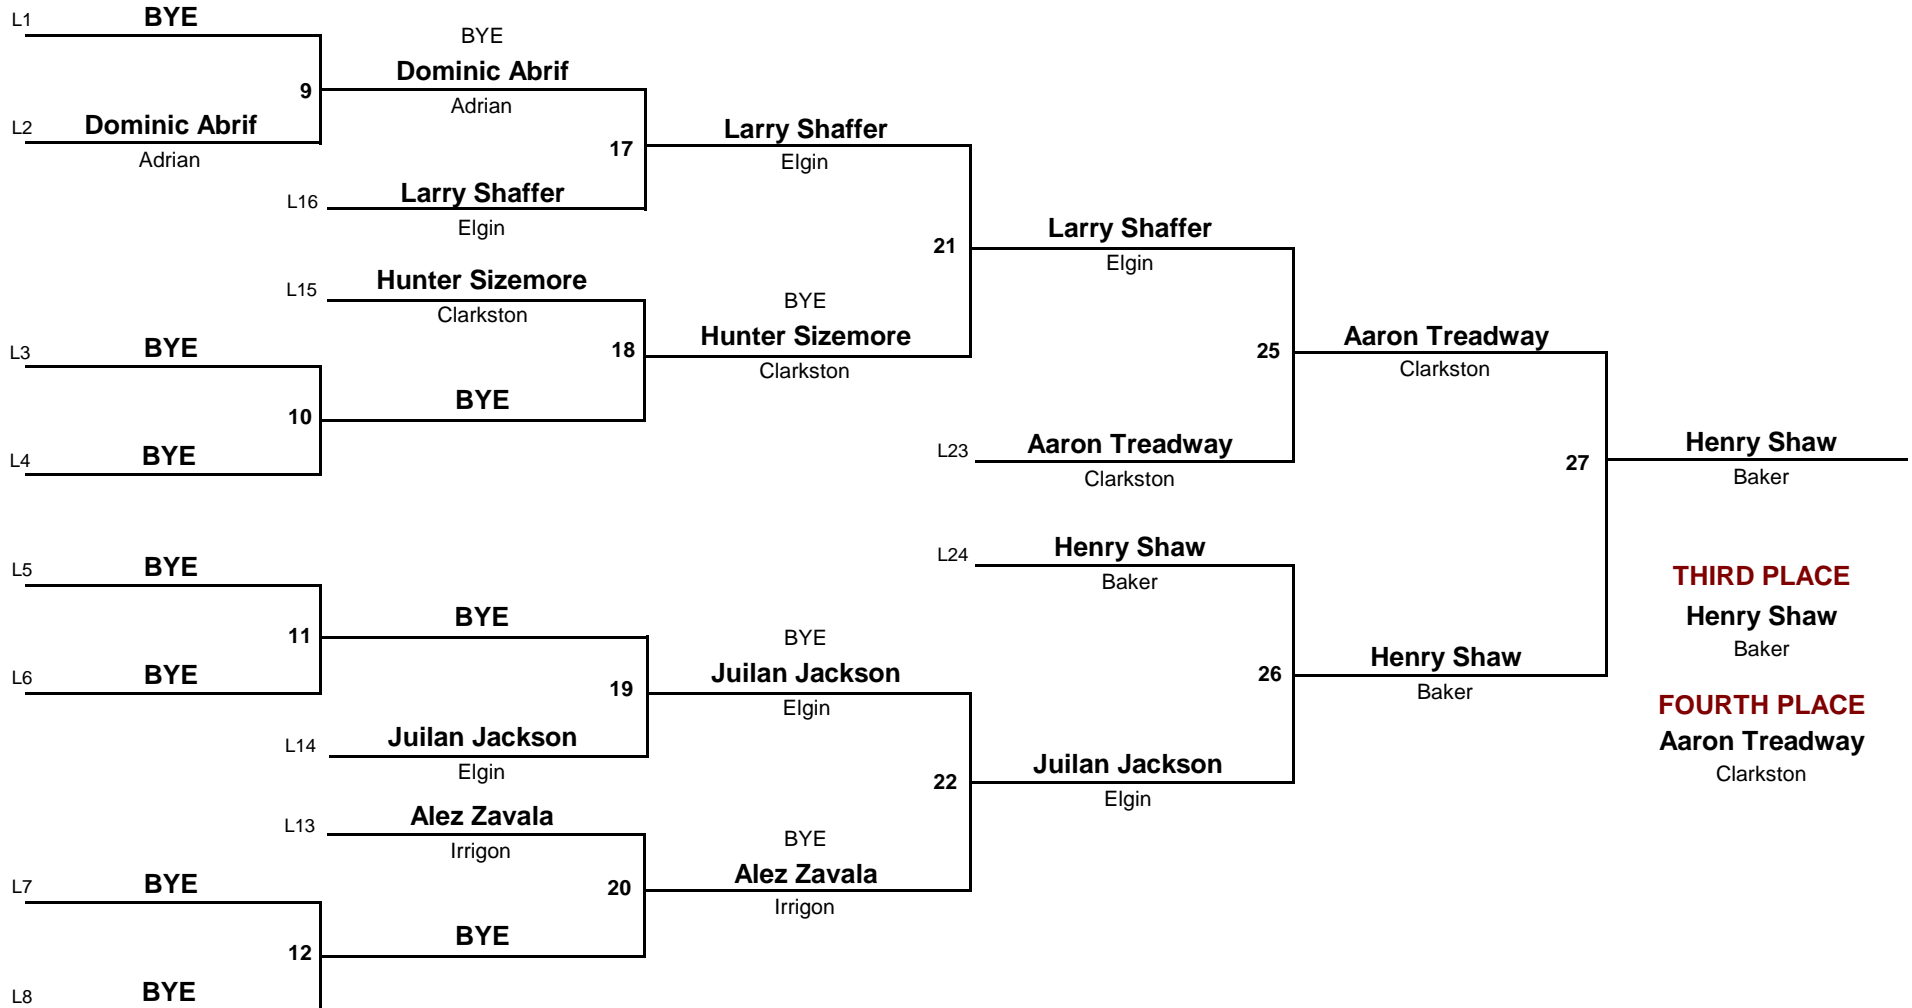 L1 BYE
BYE
Dominic Abrif
9
Adrian
L2 Dominic Abrif
Adrian
Larry Shaffer
17
Elgin
L16 Larry Shaffer
Elgin
Larry Shaffer
21
Elgin
L15 Hunter Sizemore
Clarkston
BYE
Hunter Sizemore
18
Clarkston
L3 BYE
BYE
10
L4 BYE
Aaron Treadway
25
Clarkston
L23 Aaron Treadway
Clarkston
Henry Shaw
27
Baker
L24 Henry Shaw
Baker
L5 BYE
BYE
11
L6 BYE
BYE
Juilan Jackson
19
Elgin
L14 Juilan Jackson
Elgin
Henry Shaw
26
Baker
THIRD PLACE
Henry Shaw
Baker
FOURTH PLACE
Aaron Treadway
Clarkston
Juilan Jackson
22
Elgin
L13 Alez Zavala
Irrigon
BYE
Alez Zavala
20
Irrigon
L7 BYE
BYE
12
L8 BYE